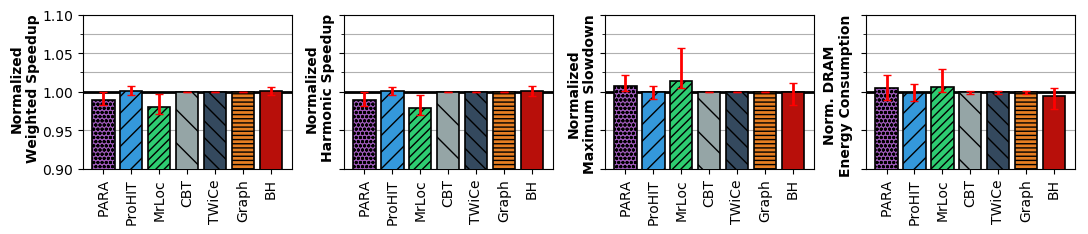 Normalized
Weighted Speedup
1.10
1.05
1.00
0.95
0.90
PARA
ProHIT
MrLoc
CBT
TWiCe
Graph
BH
Normalized
Harmonic Speedup
PARA
ProHIT
MrLoc
CBT
TWiCe
Graph
BH
Normalized
Maximum Slowdown
PARA
ProHIT
MrLoc
CBT
TWiCe
Graph
BH
Norm. DRAM
Energy Consumption
PARA
ProHIT
MrLoc
CBT
TWiCe
Graph
BH